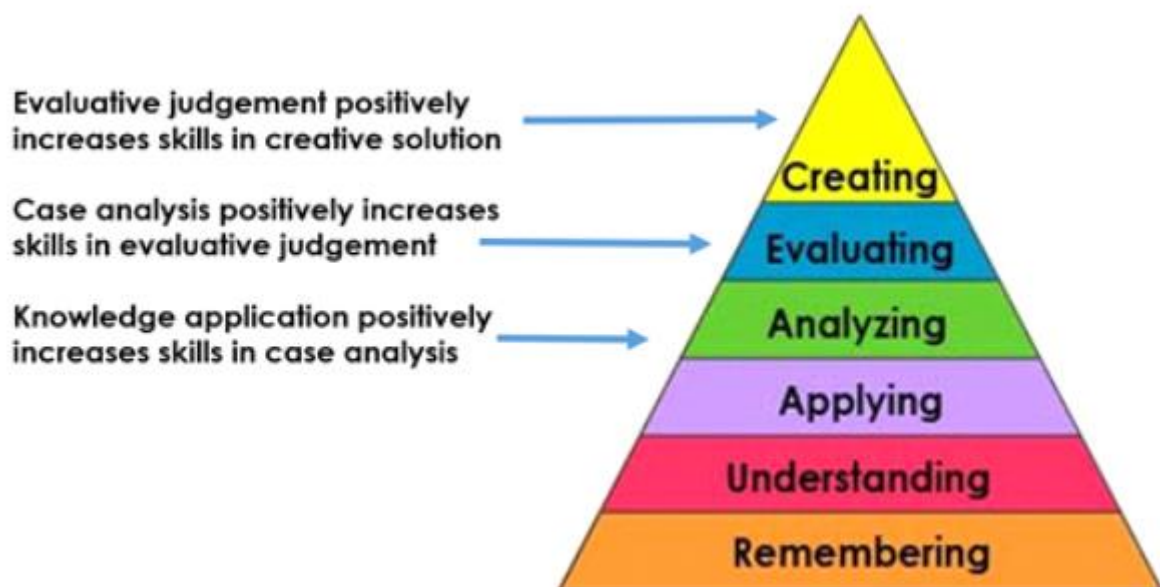 Evaluative judgement positively
increases skills in creative solution
Case analysis positively increases
skills in evaluative judgement
Knowledge application positively
increases skills in case analysis
Creating
Evaluating
Analyzing
Applying
Understanding
Remembering